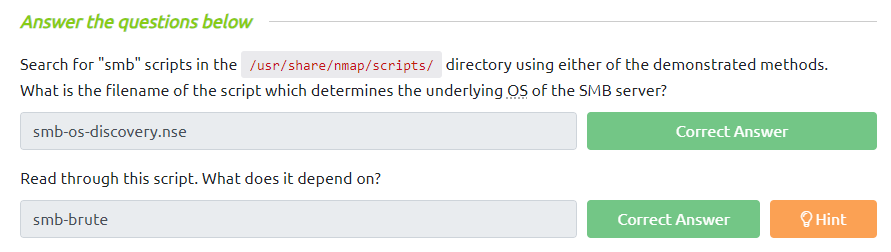 Answer the questions below
Search for "smb" scripts in the /usr/share/nmap/scripts/ directory using either of the demonstrated methods.
What is the filename of the script which determines the underlying OS of the SMB server?
smb-os-discovery.nse
Correct Answer
Read through this script. What does it depend on?
smb-brute
Correct Answer
Hint